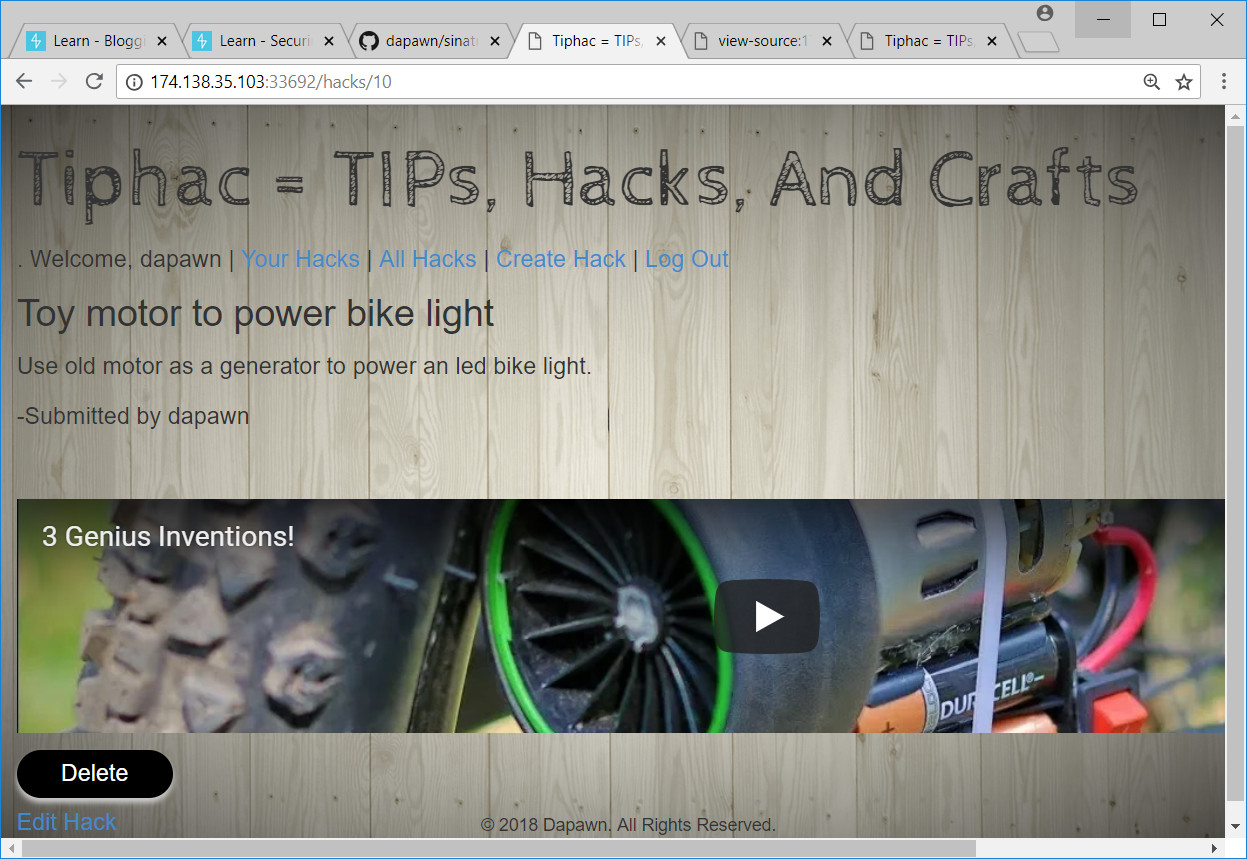 Learn - Bloggi
Learn - Securi
dapawn/sinat
Tiphac = TIPs,
view-source:1
Tiphac = TIPs,
174.138.35.103:33692/hacks/10
Tiphac = TIPs, Hacks, And Crafts
. Welcome, dapawn | Your Hacks | All Hacks | Create Hack | Log Out
Toy motor to power bike light
Use old motor as a generator to power an led bike light.
-Submitted by dapawn
3 Genius Inventions!
DURACELL®
Delete
Edit Hack
© 2018 Dapawn. All Rights Reserved.